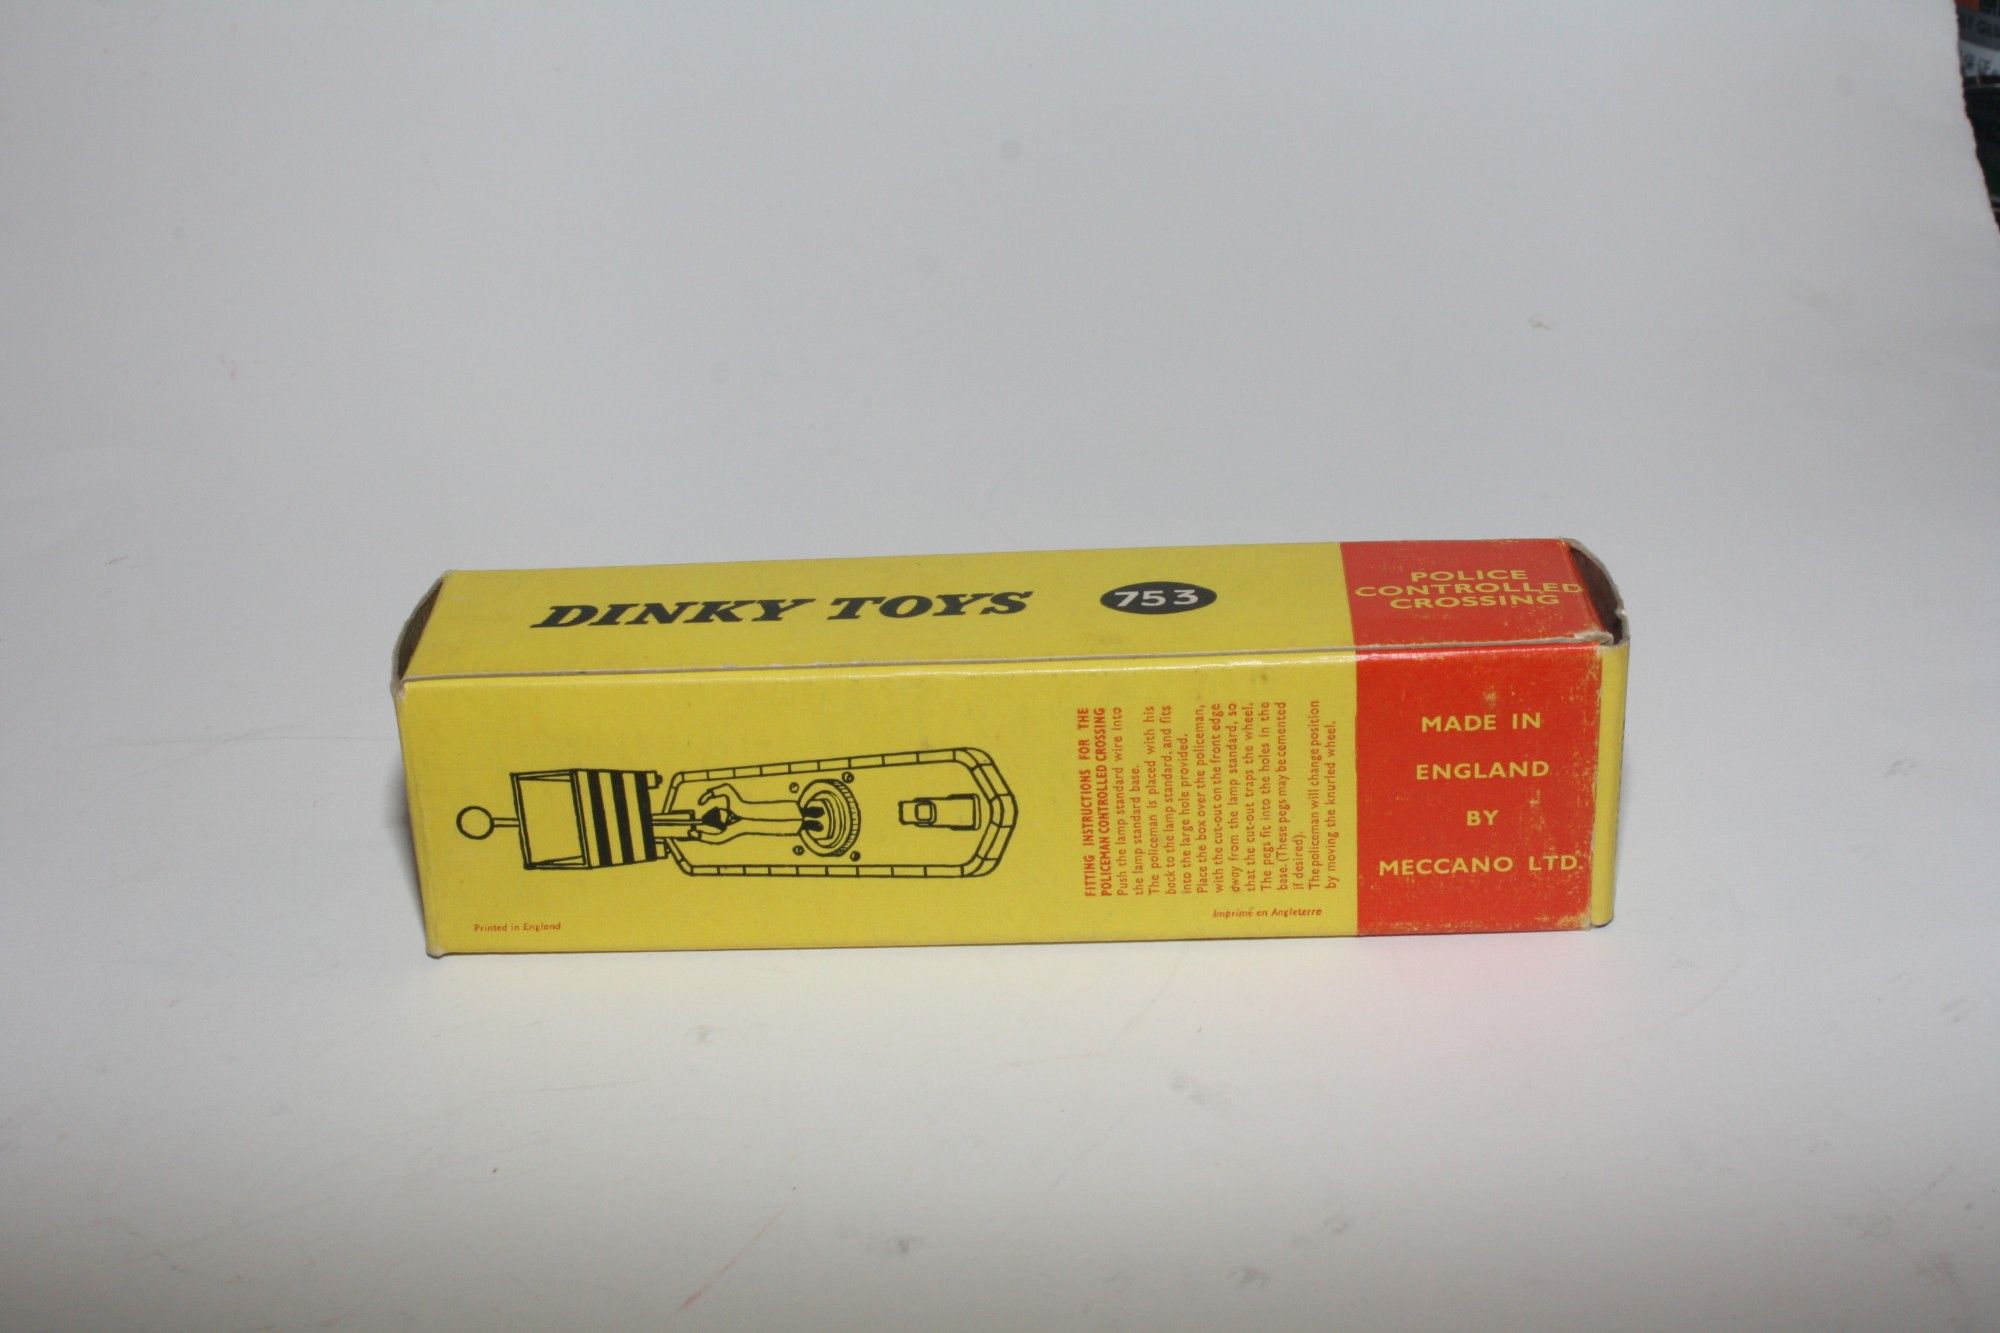 DINKY TOYS
753
POLICE
CONTROLLED
CROSSING
FITTING INSTRUCTIONS FOR THE
POLICEMAN CONTROLLED CROSSING
Push the lamp standard wire into
the lamp standard base.
The policeman is placed with his
back to the lamp standard, and fits
into the large hole provided.
Place the box over the policeman,
with the cut-out on the front edge
away from the lamp standard, so
that the cut-out traps the wheel.
The pegs fit into the holes in the
base. (These pegs may be cemented
if desired).
The policeman will change position
by moving the knurled wheel.
Printed in England
Imprimé en Angleterre
MADE IN
ENGLAND
BY
MECCANO LTD.